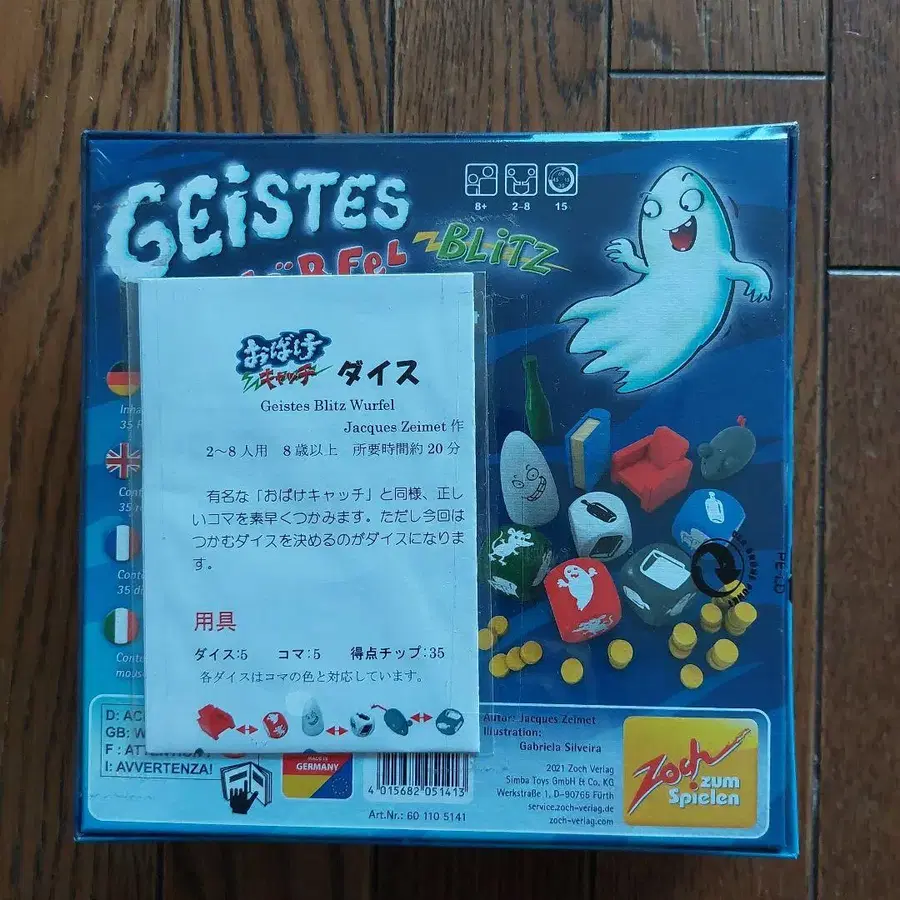 GEiSTES
BLiTZ
8+ 2-8 15
おばけ
キャッチ ダイス
Geistes Blitz Wurfel
Jacques Zeimet 作
2～8人用 8歳以上 所要時間約20分
有名な「おばけキャッチ」と同様、正し
いコマを素早くつかみます。ただし今回は
つかむダイスを決めるのがダイスになりま
す。
用具
ダイス:5 コマ:5 得点チップ:35
各ダイスはコマの色と対応しています。
D:
GB:
F:
I: AVVERTENZA!
MADE IN
GERMANY
4 015682 051413
Art.Nr.: 60 110 5141
Autor: Jacques Zeimet
Illustration:
Gabriela Silveira
2021 Zoch Verlag
Simba Toys GmbH & Co. KG
Werkstraße 1, D-90766 Fürth
service.zoch-verlag.de
zoch-verlag.com
Zoch
zum
Spielen